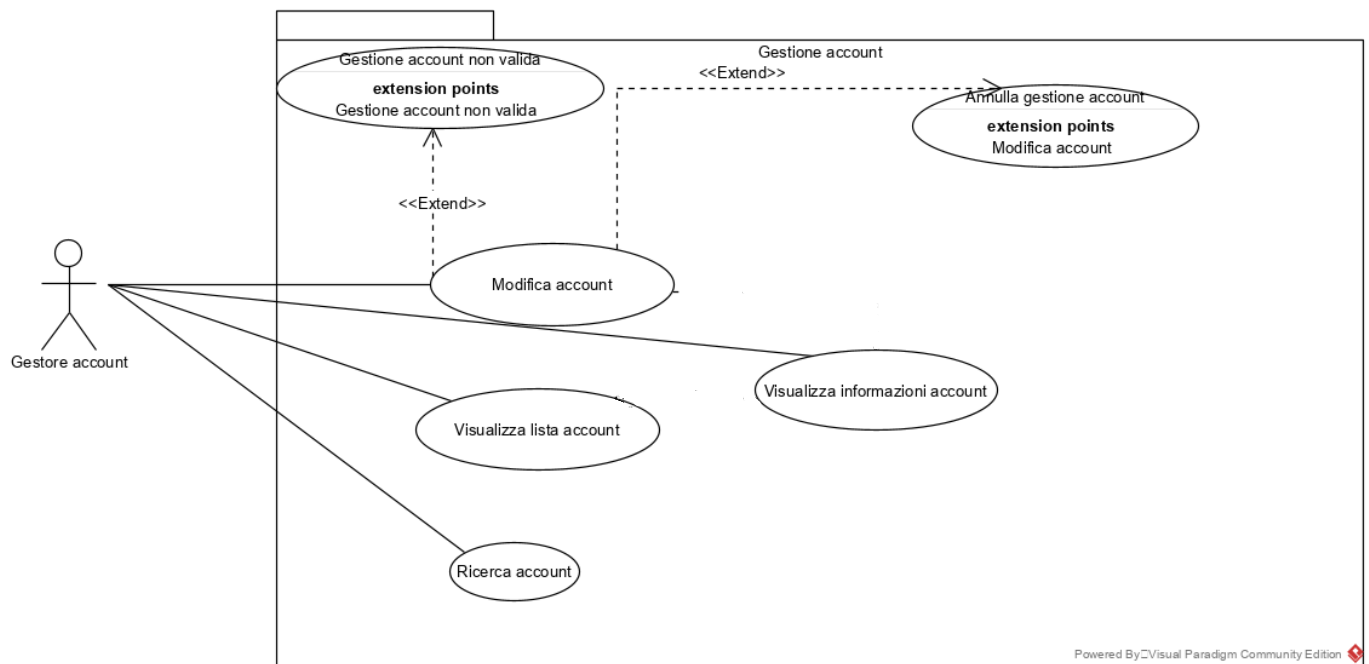 Gestione account
Gestione account non valida
extension points
Gestione account non valida
<<Extend>>
Annulla gestione account
extension points
Modifica account
<<Extend>>
Modifica account
Gestore account
Visualizza informazioni account
Visualizza lista account
Ricerca account
Powered By Visual Paradigm Community Edition